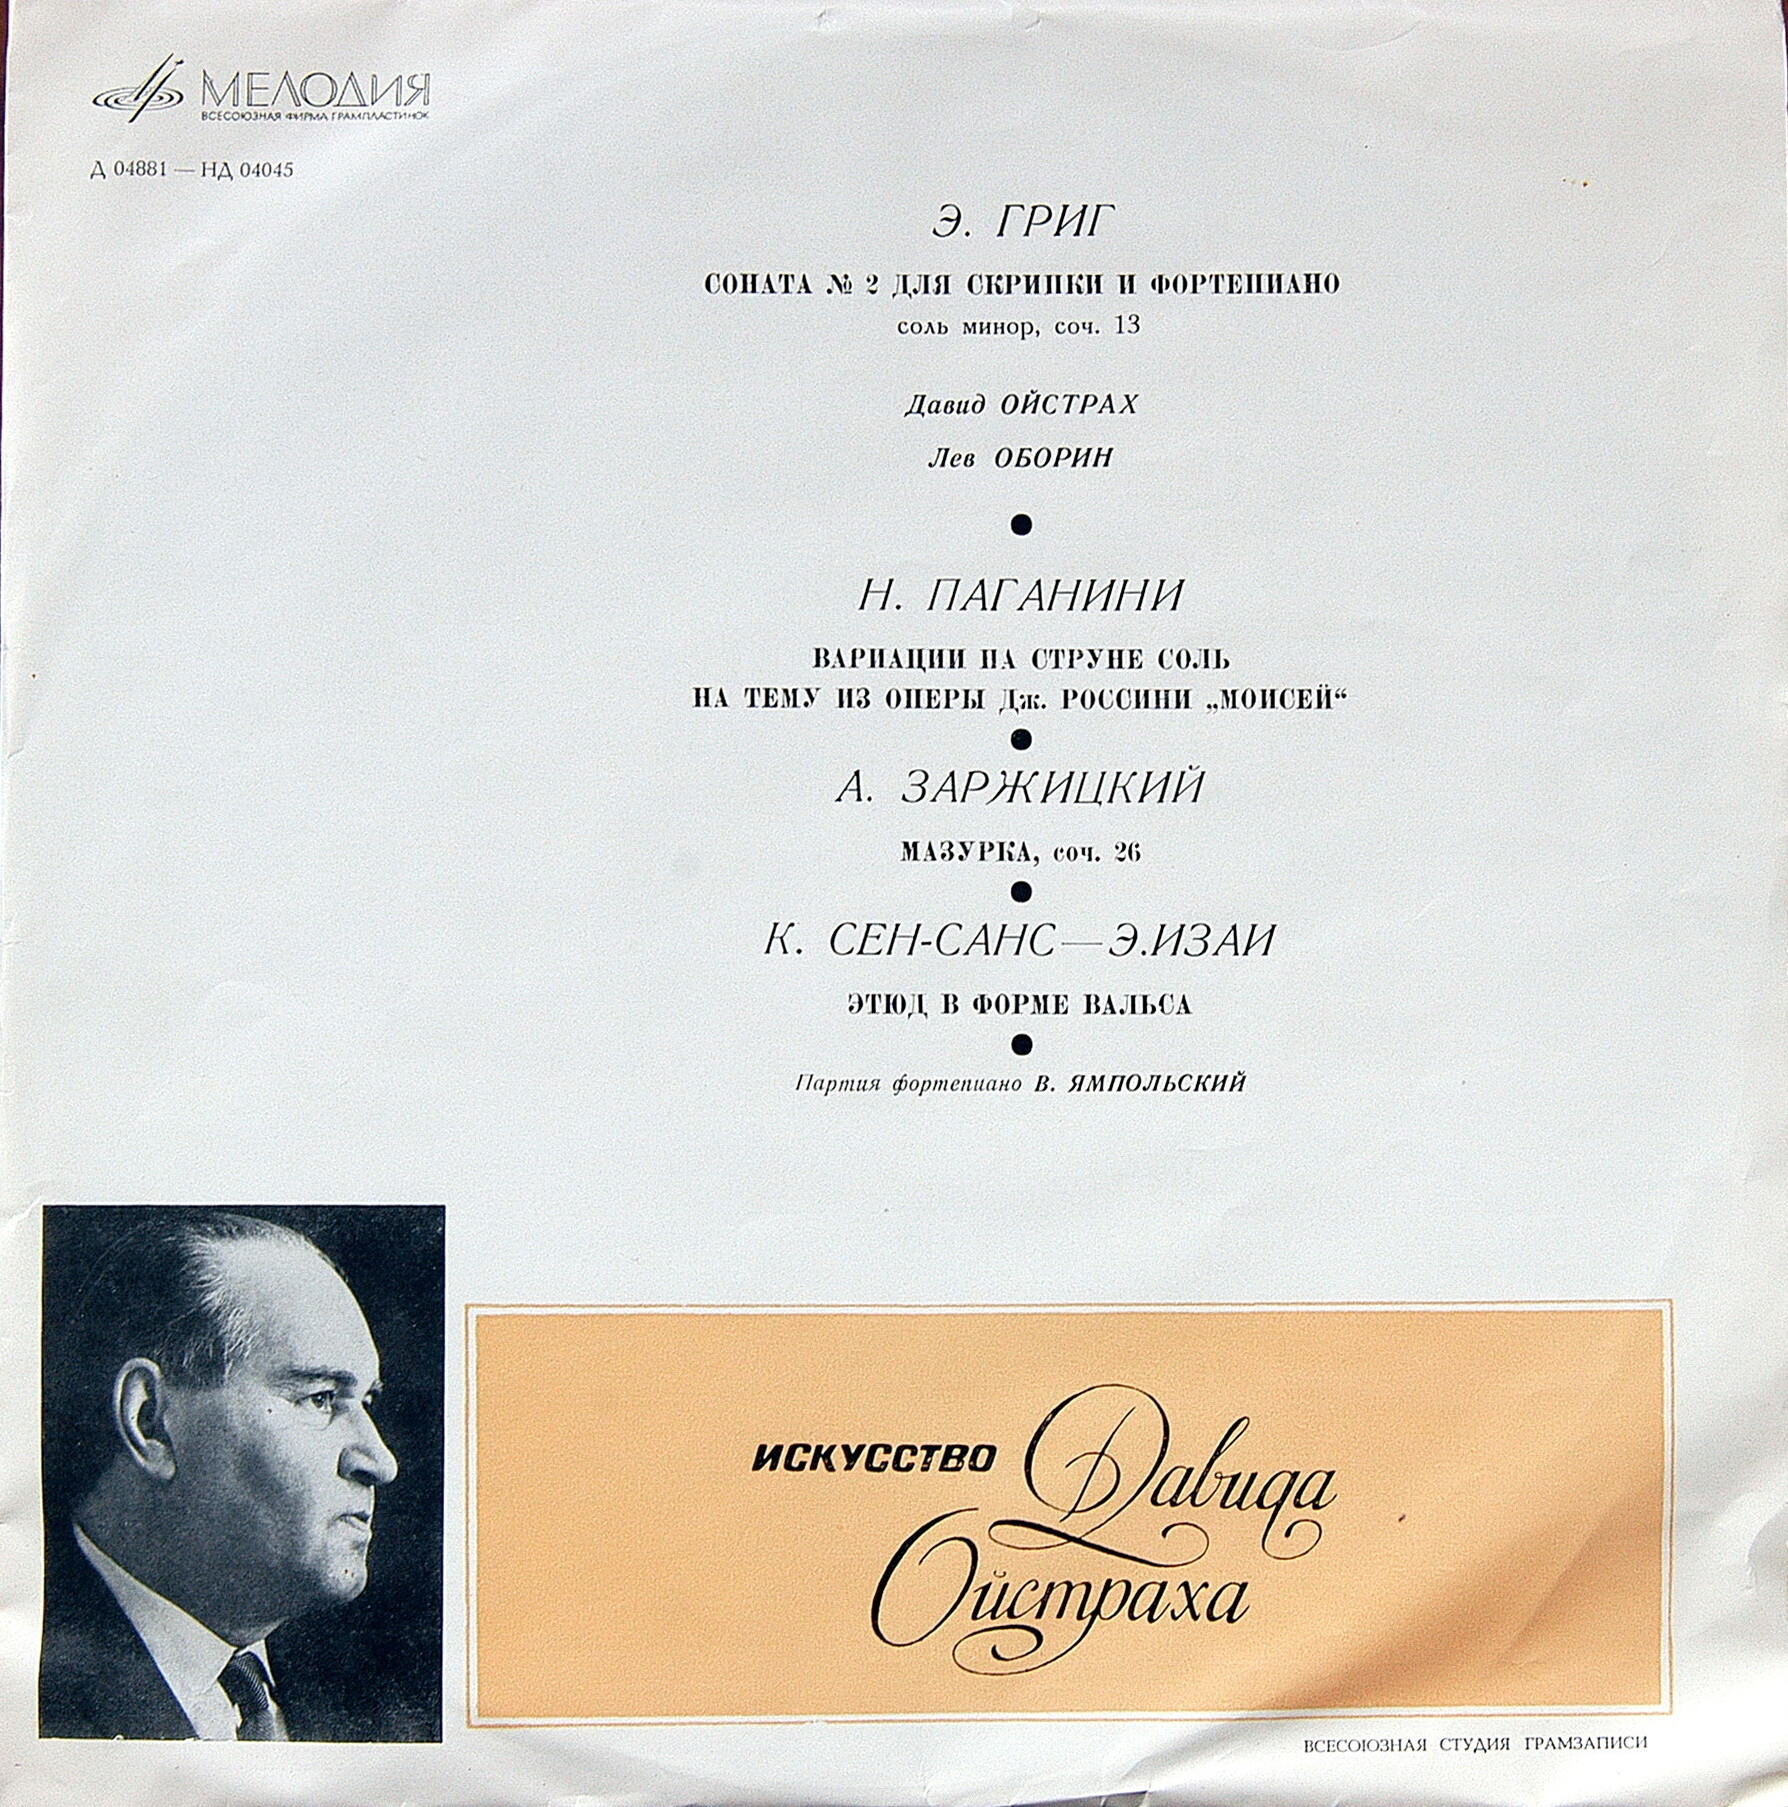 МЕЛОДИЯ
ВСЕСОЮЗНАЯ ФИРМА ГРАМПЛАСТИНОК
Д 04881 — НД 04045
Э. ГРИГ
СОНАТА № 2 ДЛЯ СКРИПКИ И ФОРТЕПИАНО
соль минор, соч. 13
Давид ОЙСТРАХ
Лев ОБОРИН
Н. ПАГАНИНИ
ВАРИАЦИИ НА СТРУНЕ СОЛЬ
НА ТЕМУ ИЗ ОПЕРЫ Дж. РОССИНИ „МОИСЕЙ“
А. ЗАРЖИЦКИЙ
МАЗУРКА, соч. 26
К. СЕН-САНС—Э.ИЗАИ
ЭТЮД В ФОРМЕ ВАЛЬСА
Партия фортепиано В. ЯМПОЛЬСКИЙ
ИСКУССТВО Давида
Ойстраха
ВСЕСОЮЗНАЯ СТУДИЯ ГРАМЗАПИСИ